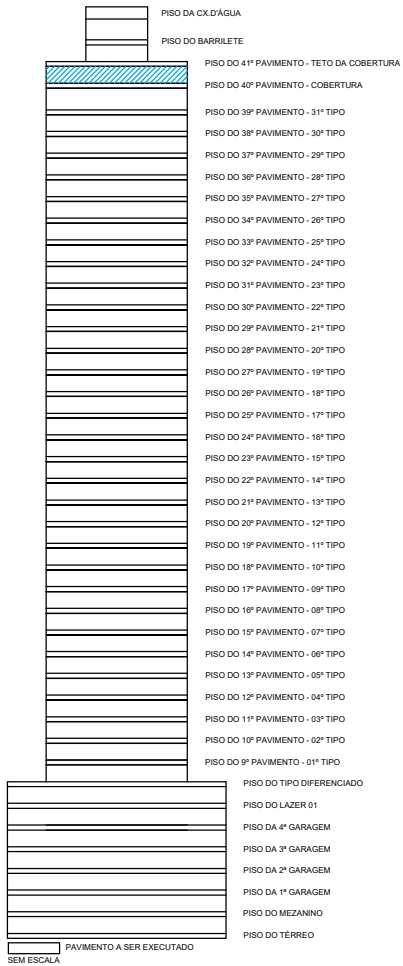 PISO DA CX.D'ÁGUA
PISO DO BARRILETE
PISO DO 41º PAVIMENTO - TETO DA COBERTURA
PISO DO 40º PAVIMENTO - COBERTURA
PISO DO 39º PAVIMENTO - 31º TIPO
PISO DO 38º PAVIMENTO - 30º TIPO
PISO DO 37º PAVIMENTO - 29º TIPO
PISO DO 36º PAVIMENTO - 28º TIPO
PISO DO 35º PAVIMENTO - 27º TIPO
PISO DO 34º PAVIMENTO - 26º TIPO
PISO DO 33º PAVIMENTO - 25º TIPO
PISO DO 32º PAVIMENTO - 24º TIPO
PISO DO 31º PAVIMENTO - 23º TIPO
PISO DO 30º PAVIMENTO - 22º TIPO
PISO DO 29º PAVIMENTO - 21º TIPO
PISO DO 28º PAVIMENTO - 20º TIPO
PISO DO 27º PAVIMENTO - 19º TIPO
PISO DO 26º PAVIMENTO - 18º TIPO
PISO DO 25º PAVIMENTO - 17º TIPO
PISO DO 24º PAVIMENTO - 16º TIPO
PISO DO 23º PAVIMENTO - 15º TIPO
PISO DO 22º PAVIMENTO - 14º TIPO
PISO DO 21º PAVIMENTO - 13º TIPO
PISO DO 20º PAVIMENTO - 12º TIPO
PISO DO 19º PAVIMENTO - 11º TIPO
PISO DO 18º PAVIMENTO - 10º TIPO
PISO DO 17º PAVIMENTO - 09º TIPO
PISO DO 16º PAVIMENTO - 08º TIPO
PISO DO 15º PAVIMENTO - 07º TIPO
PISO DO 14º PAVIMENTO - 06º TIPO
PISO DO 13º PAVIMENTO - 05º TIPO
PISO DO 12º PAVIMENTO - 04º TIPO
PISO DO 11º PAVIMENTO - 03º TIPO
PISO DO 10º PAVIMENTO - 02º TIPO
PISO DO 9º PAVIMENTO - 01º TIPO
PISO DO TIPO DIFERENCIADO
PISO DO LAZER 01
PISO DA 4ª GARAGEM
PISO DA 3ª GARAGEM
PISO DA 2ª GARAGEM
PISO DA 1ª GARAGEM
PISO DO MEZANINO
PISO DO TÉRREO
PAVIMENTO A SER EXECUTADO
SEM ESCALA